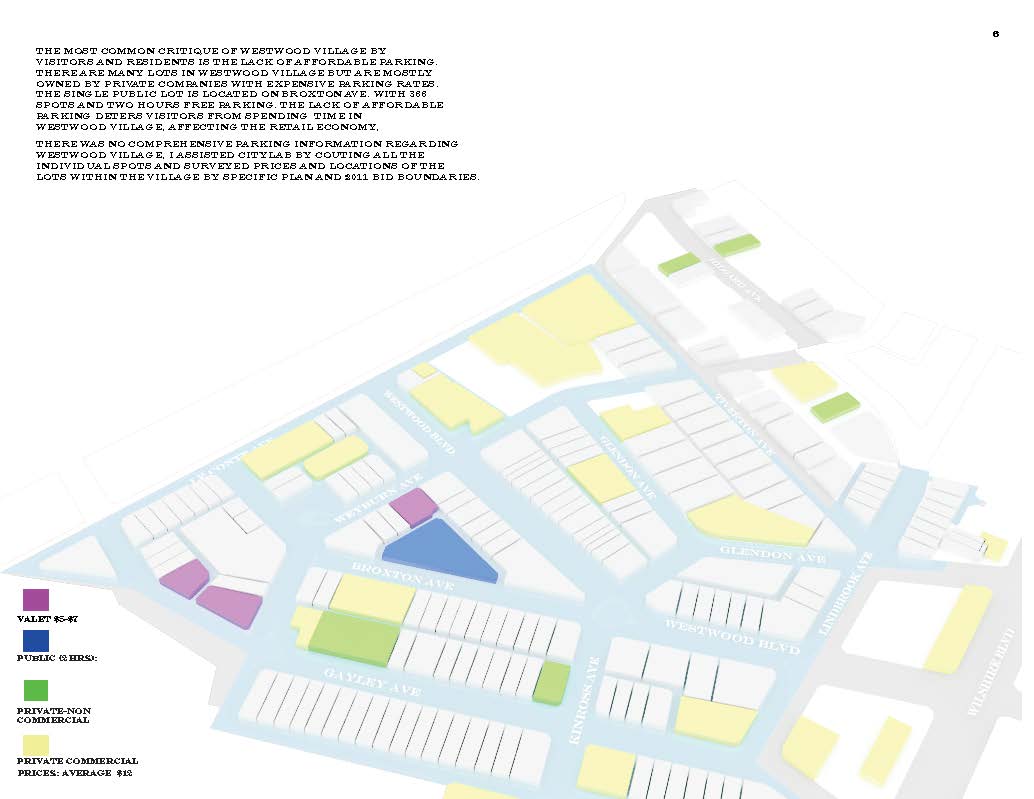 6
THE MOST COMMON CRITIQUE OF WESTWOOD VILLAGE BY
VISITORS AND RESIDENTS IS THE LACK OF AFFORDABLE PARKING.
THERE ARE MANY LOTS IN WESTWOOD VILLAGE BUT ARE MOSTLY
OWNED BY PRIVATE COMPANIES WITH EXPENSIVE PARKING RATES.
THE SINGLE PUBLIC LOT IS LOCATED ON BROXTON AVE. WITH 366
SPOTS AND TWO HOURS FREE PARKING. THE LACK OF AFFORDABLE
PARKING DETERS VISITORS FROM SPENDING TIME IN
WESTWOOD VILLAGE, AFFECTING THE RETAIL ECONOMY,
THERE WAS NO COMPREHENSIVE PARKING INFORMATION REGARDING
WESTWOOD VILLAGE, I ASSISTED CITYLAB BY COUTING ALL THE
INDIVIDUAL SPOTS AND SURVEYED PRICES AND LOCATIONS OF THE
LOTS WITHIN THE VILLAGE BY SPECIFIC PLAN AND 2011 BID BOUNDARIES.
HILGARD AVE
TIVERTON AVE
WESTWOOD BLVD
LE CONTE AVE
GLENDON AVE
WEYBURN AVE
GLENDON AVE
BROXTON AVE
LINDBROOK AVE
WESTWOOD BLVD
WILSHIRE BLVD
GAYLEY AVE
KINROSS AVE
VALET $5-$7
PUBLIC (2 HRS):
PRIVATE-NON
COMMERCIAL
PRIVATE COMMERCIAL
PRICES: AVERAGE $12